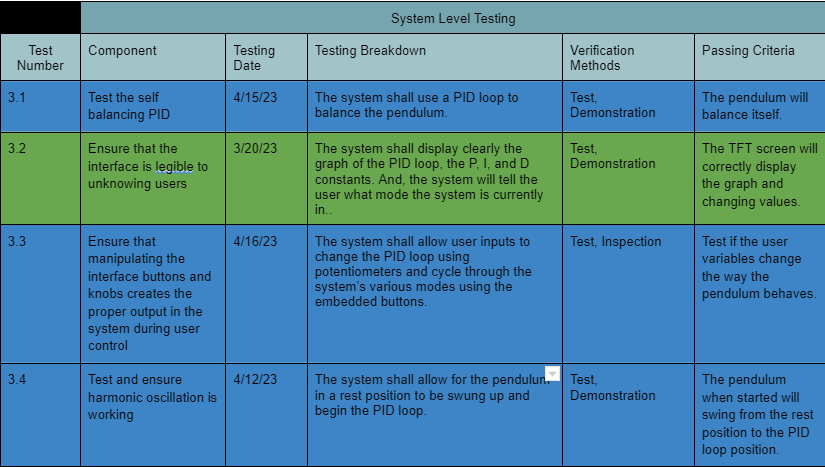 System Level Testing
Test
Number
Component
Testing
Date
Testing Breakdown
Verification
Methods
Passing Criteria
3.1
Test the self
balancing PID
4/15/23
The system shall use a PID loop to
balance the pendulum.
Test,
Demonstration
The pendulum will
balance itself.
3.2
Ensure that the
interface is legible to
unknowing users
3/20/23
The system shall display clearly the
graph of the PID loop, the P, I, and D
constants. And, the system will tell the
user what mode the system is currently
in..
Test,
Demonstration
The TFT screen will
correctly display
the graph and
changing values.
3.3
Ensure that
manipulating the
interface buttons and
knobs creates the
proper output in the
system during user
control
4/16/23
The system shall allow user inputs to
change the PID loop using
potentiometers and cycle through the
system's various modes using the
embedded buttons.
Test, Inspection
Test if the user
variables change
the way the
pendulum behaves.
3.4
Test and ensure
harmonic oscillation is
working
4/12/23
The system shall allow for the pendulum
in a rest position to be swung up and
begin the PID loop.
Test,
Demonstration
The pendulum
when started will
swing from the rest
position to the PID
loop position.